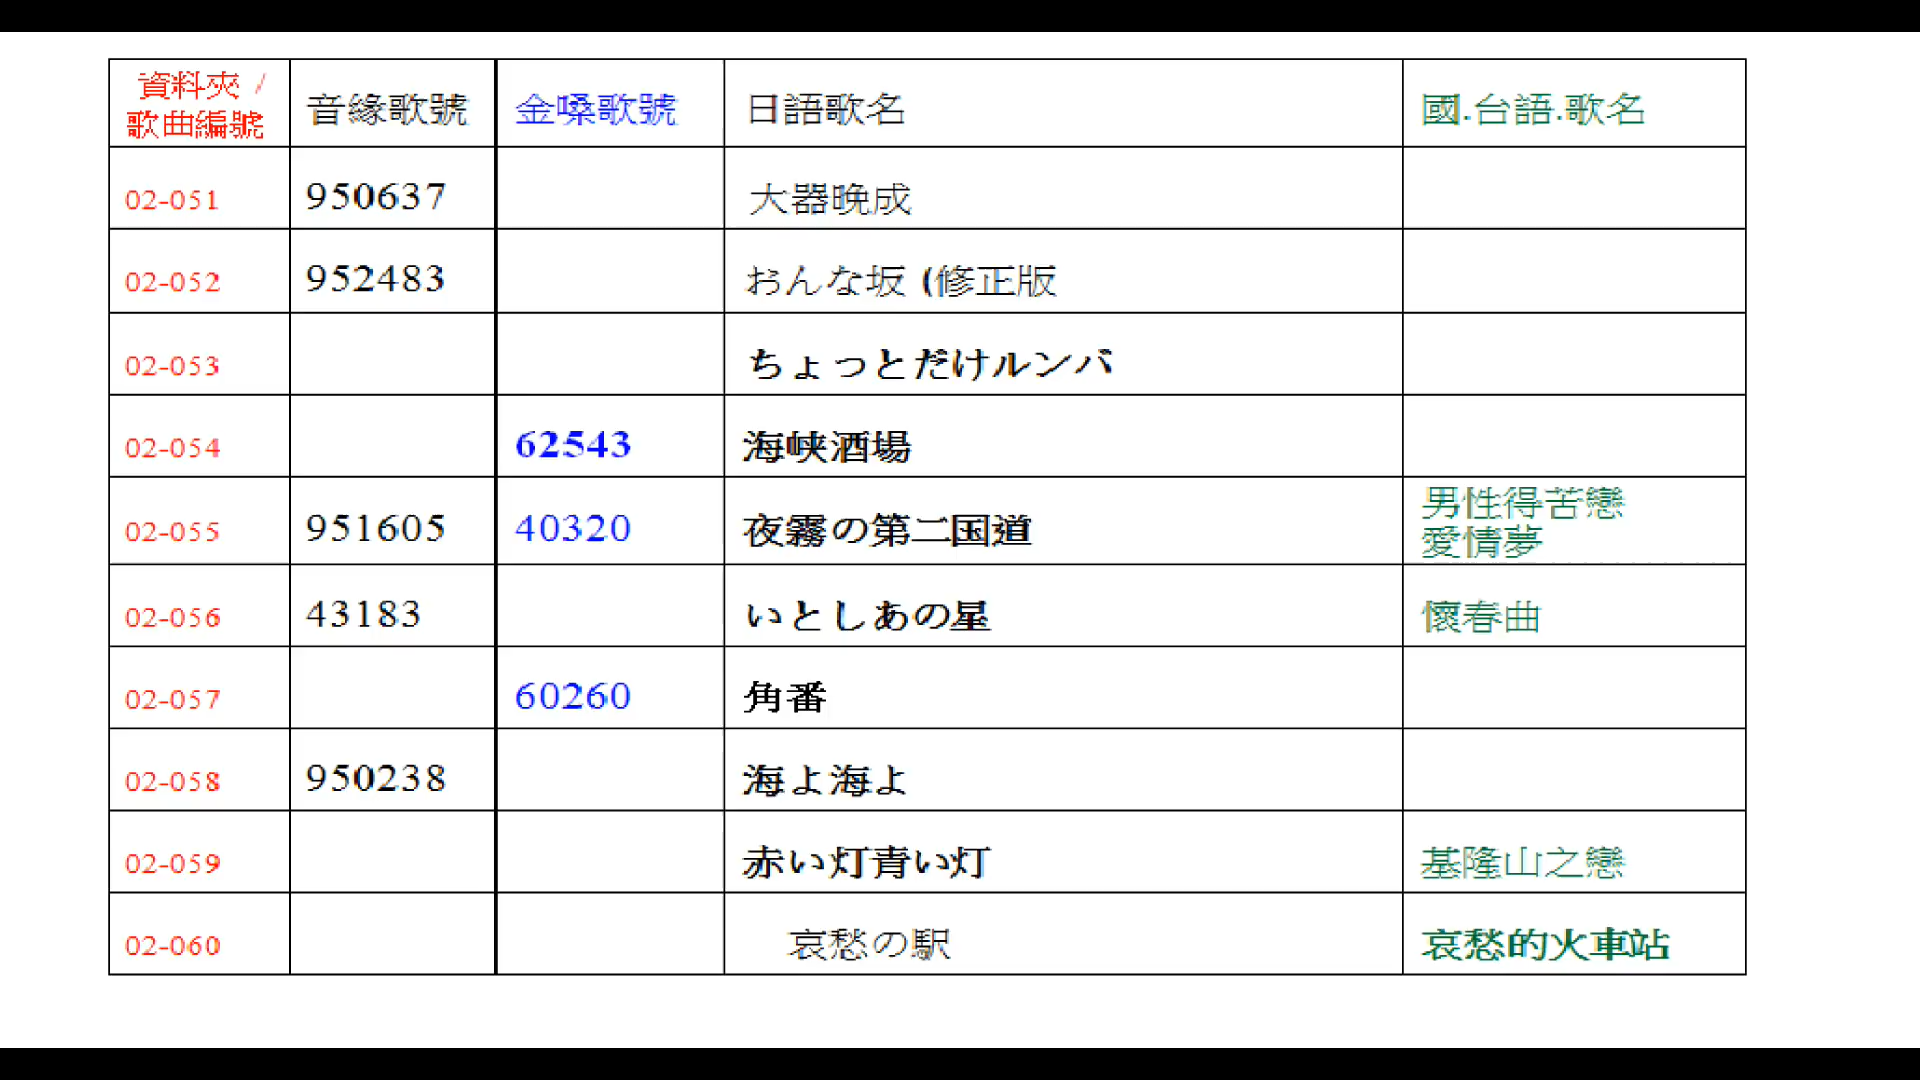 資料夾 /
歌曲編號
音緣歌號
金嗓歌號
日語歌名
國.台語.歌名
02-051
950637
大器晩成
02-052
952483
おんな坂 (修正版
02-053
ちょっとだけルンバ
02-054
62543
海峡酒場
02-055
951605
40320
夜霧の第二国道
男性得苦戀
愛情夢
02-056
43183
いとしあの星
懷春曲
02-057
60260
角番
02-058
950238
海よ海よ
02-059
赤い灯青い灯
基隆山之戀
02-060
哀愁の駅
哀愁的火車站